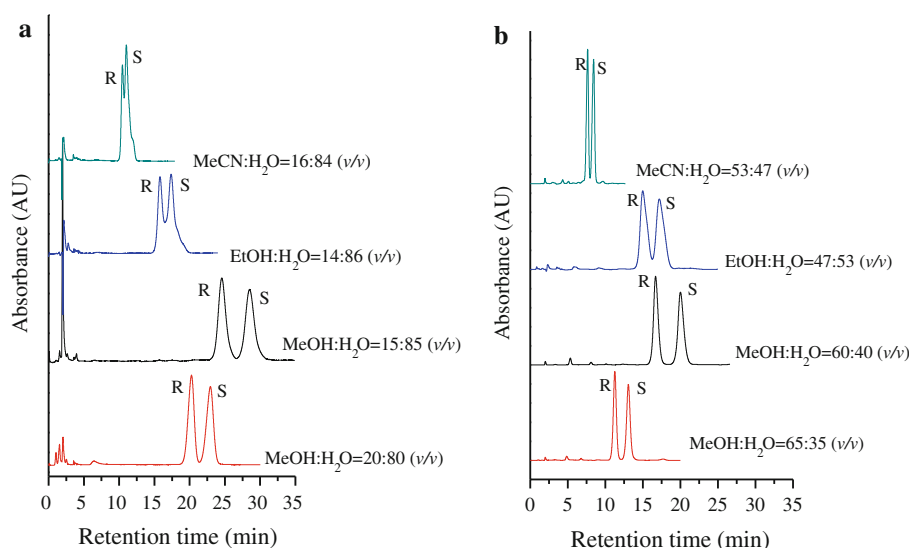 a
R S
MeCN:H₂O=16:84 (v/v)
R S
EtOH:H₂O=14:86 (v/v)
R S
MeOH:H₂O=15:85 (v/v)
R S
MeOH:H₂O=20:80 (v/v)
Absorbance (AU)
0 5 10 15 20 25 30 35
Retention time (min)
b
R S
MeCN:H₂O=53:47 (v/v)
R S
EtOH:H₂O=47:53 (v/v)
R S
MeOH:H₂O=60:40 (v/v)
R S
MeOH:H₂O=65:35 (v/v)
Absorbance (AU)
0 5 10 15 20 25 30 35
Retention time (min)